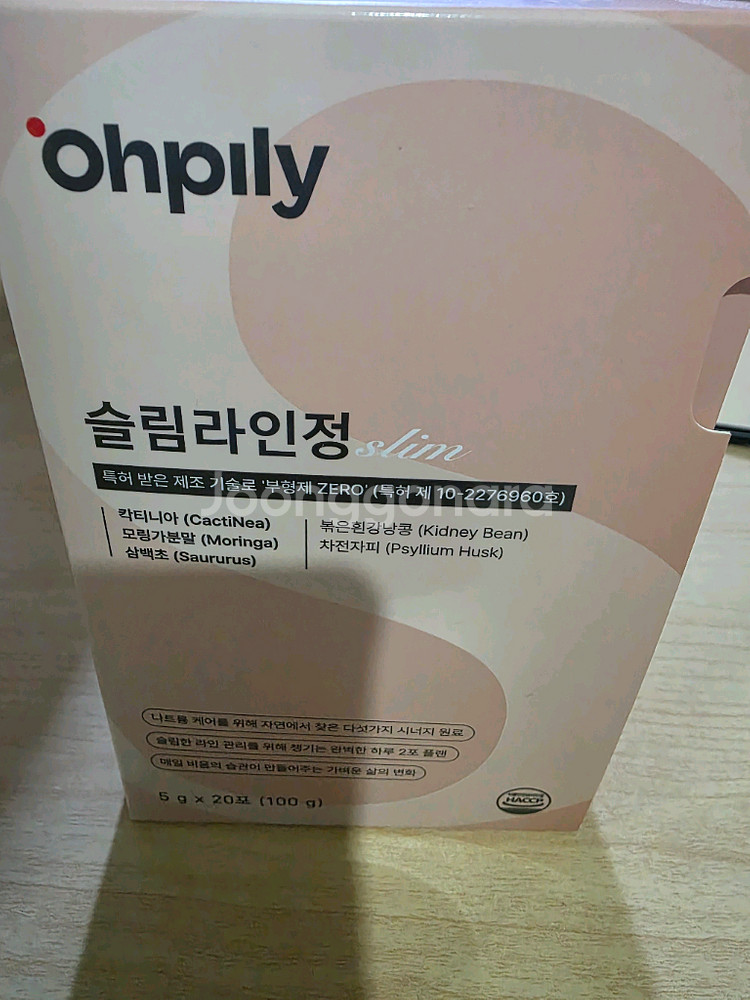 Ohpily
슬림라인정 slim
특허 받은 제조 기술로 '부형제 ZERO' (특허 제 10-2276960호)
Joonggonara
칵티니아 (CactiNea)
모링가분말 (Moringa)
삼백초 (Saururus)
볶은흰강낭콩 (Kidney Bean)
차전자피 (Psyllium Husk)
나트륨 케어를 위해 자연에서 찾은 다섯가지 시너지 원료
슬림한 라인 관리를 위해 챙기는 완벽한 하루 2포 플랜
매일 비움의 습관이 만들어주는 가벼운 삶의 변화
5 g × 20포 (100 g)
HACCP